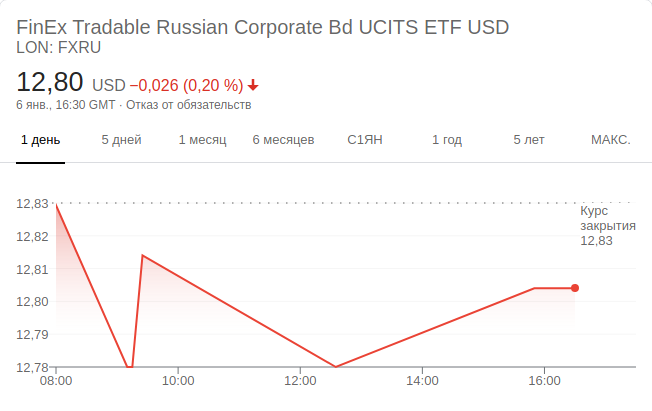 FinEx Tradable Russian Corporate Bd UCITS ETF USD
LON: FXRU
12,80 USD −0,026 (0,20 %)
6 янв., 16:30 GMT · Отказ от обязательств
1 день 5 дней 1 месяц 6 месяцев С1ЯН 1 год 5 лет МАКС.
12,83
Курс
закрытия
12,83
12,82
12,81
12,80
12,79
12,78
08:00 10:00 12:00 14:00 16:00